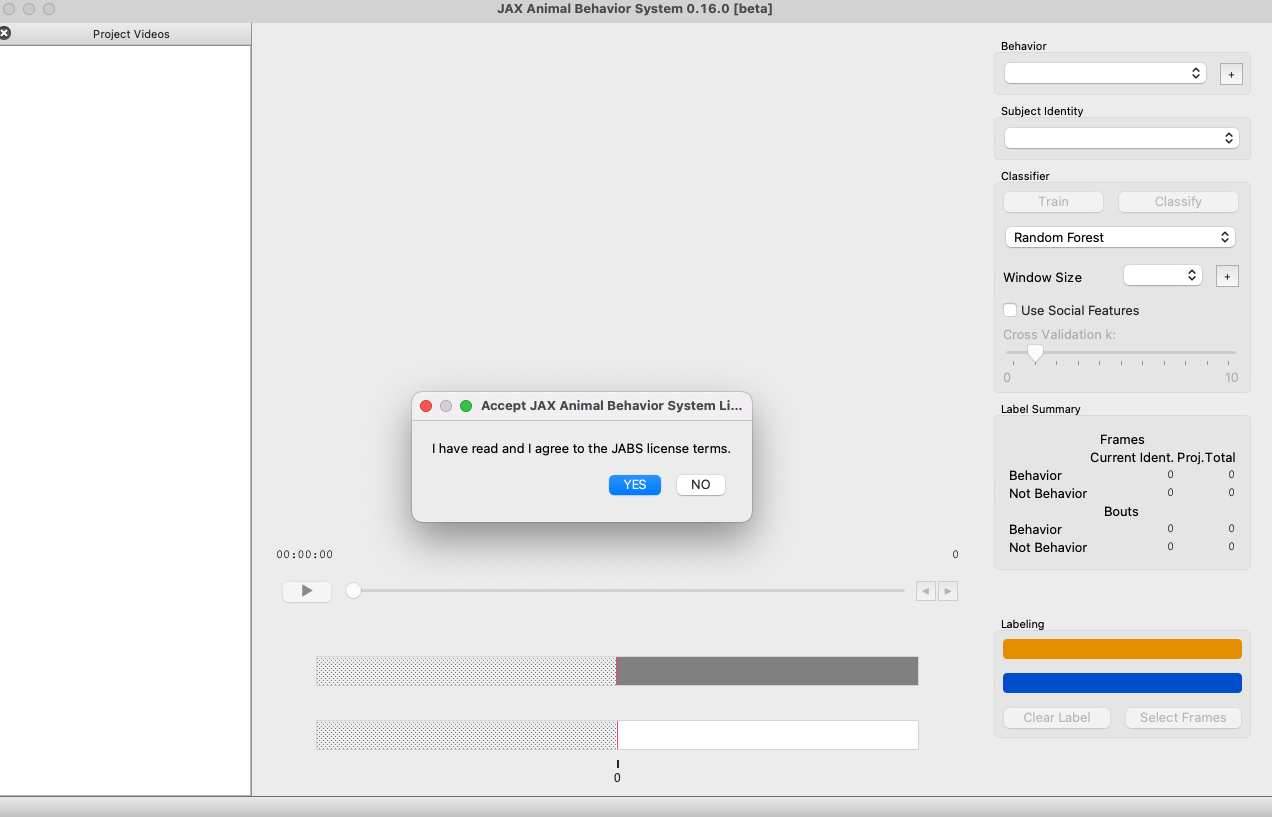 JAX Animal Behavior System 0.16.0 [beta]
Project Videos
Behavior
+
Subject Identity
Classifier
Train Classify
Random Forest
Window Size +
Use Social Features
Cross Validation k:
0 10
Accept JAX Animal Behavior System Li...
I have read and I agree to the JABS license terms.
YES NO
Label Summary
Frames
Current Ident. Proj.Total
Behavior 0 0
Not Behavior 0 0
Bouts
Behavior 0 0
Not Behavior 0 0
00:00:00 0
Labeling
Clear Label Select Frames
0